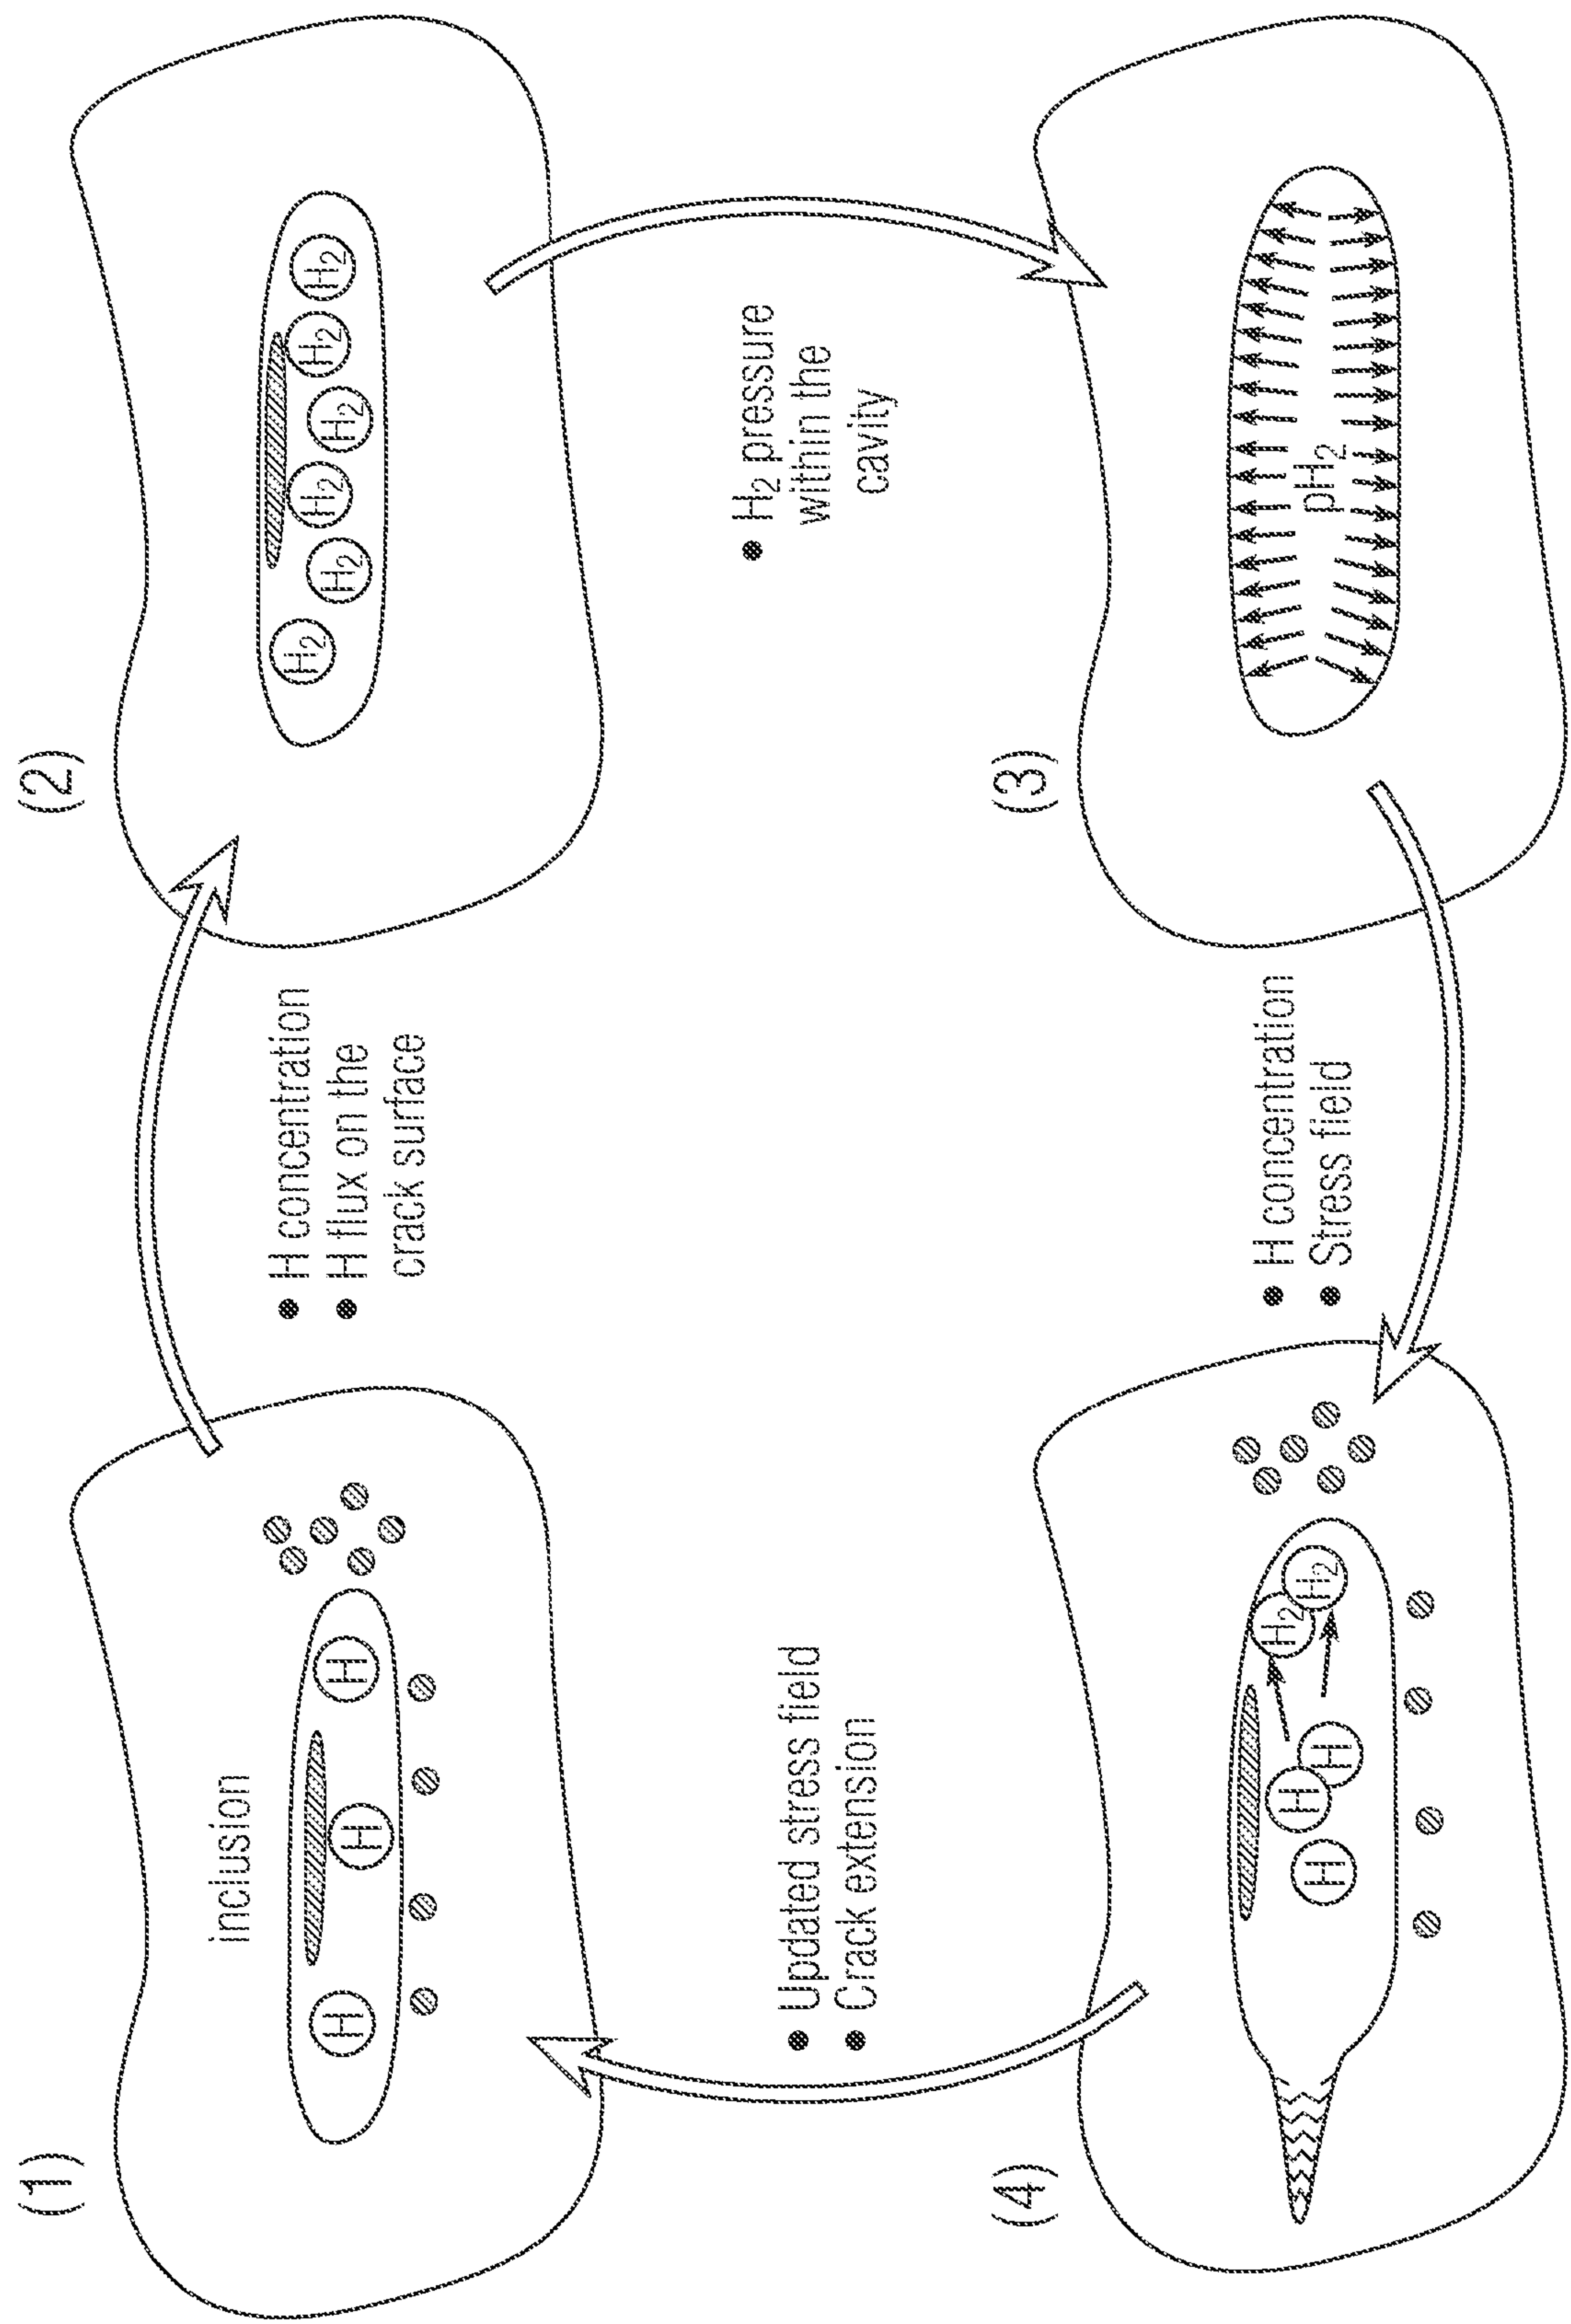 (1)
inclusion
H
H
H
• H concentration
• H flux on the
crack surface
(2)
H₂
H₂
H₂
H₂
H₂
H₂
• H₂ pressure
within the
cavity
(3)
pH₂
• H concentration
• Stress field
(4)
H
H
H
H₂
H₂
• Updated stress field
• Crack extension